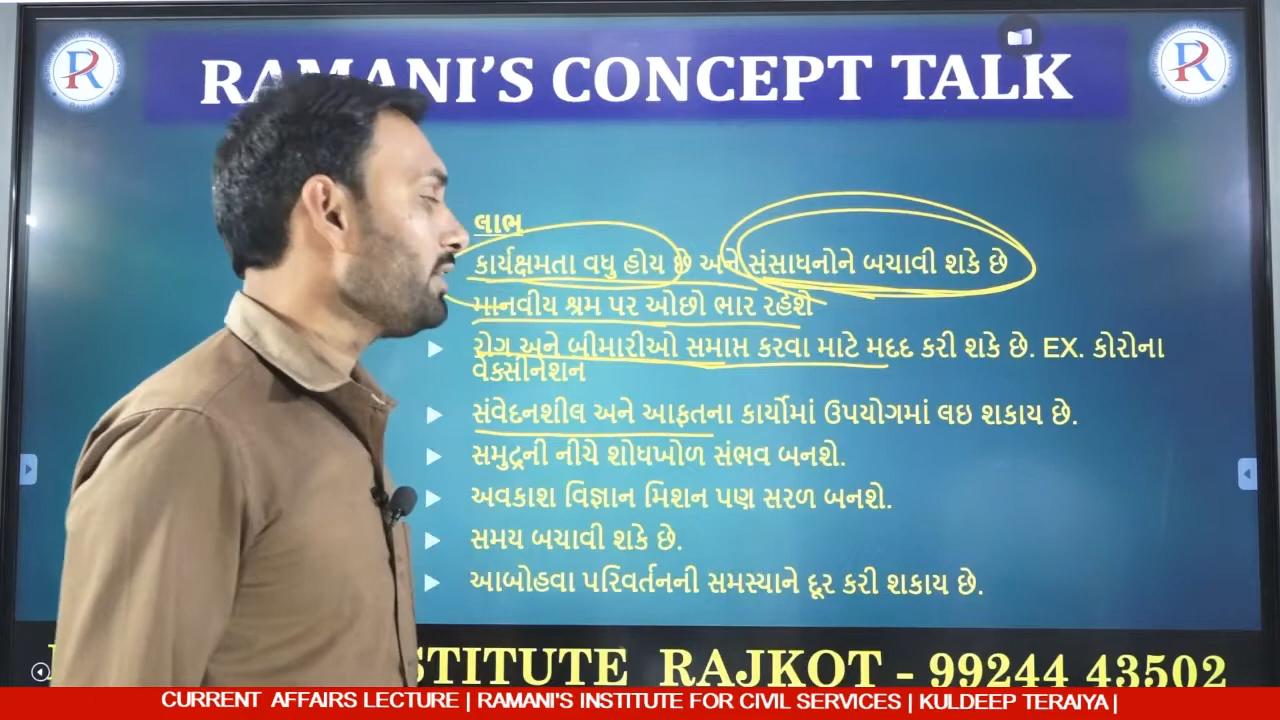 RAMANI'S CONCEPT TALK
લાભ
કાર્યક્ષમતા વધુ હોય છે અને સંસાધનોને બચાવી શકે છે
માનવીય શ્રમ પર ઓછો ભાર રહેશે
રોગ અને બીમારીઓ સમાપ્ત કરવા માટે મદદ કરી શકે છે. EX. કોરોના
વેક્સીનેશન
સંવેદનશીલ અને આફતના કાર્યોમાં ઉપયોગમાં લઇ શકાય છે.
સમુદ્રની નીચે શોધખોળ સંભવ બનશે.
અવકાશ વિજ્ઞાન મિશન પણ સરળ બનશે.
સમય બચાવી શકે છે.
આબોહવા પરિવર્તનની સમસ્યાને દૂર કરી શકાય છે.
RAJKOT - 99244 43502
CURRENT AFFAIRS LECTURE | RAMANI'S INSTITUTE FOR CIVIL SERVICES | KULDEEP TERAIYA |